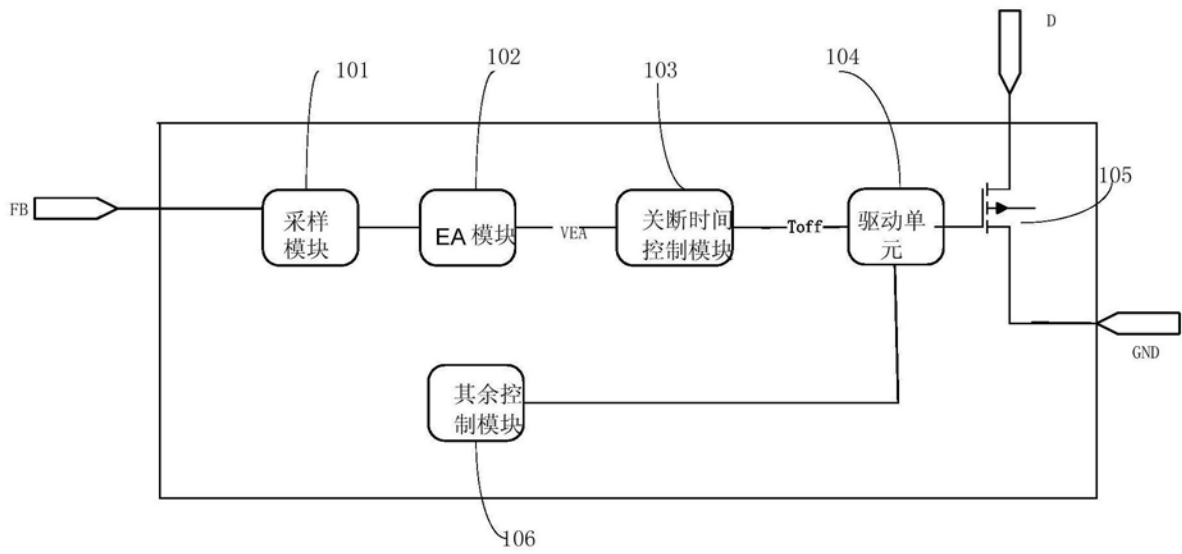 D
101
102
103
104
105
FB
采样
模块
EA 模块
VEA
关断时间
控制模块
Toff
驱动单
元
GND
其余控
制模块
106